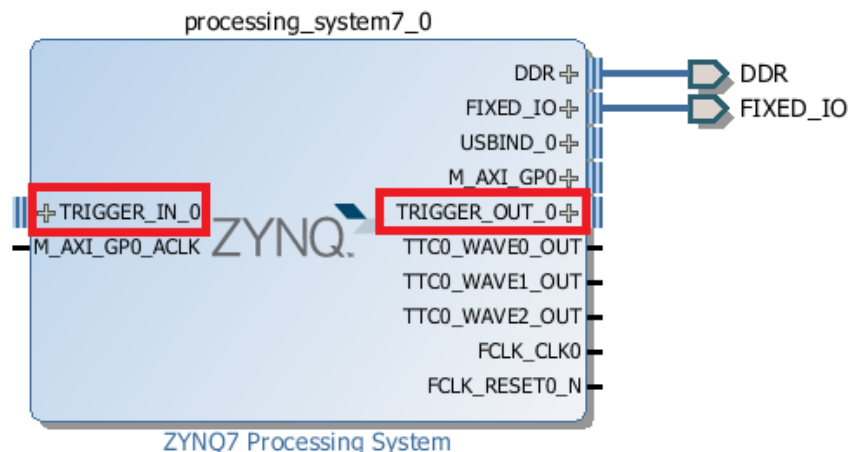 processing_system7_0
DDR
FIXED_IO
USBIND_0
M_AXI_GP0
TRIGGER_IN_0
TRIGGER_OUT_0
M_AXI_GP0_ACLK
ZYNQ
TTC0_WAVE0_OUT
TTC0_WAVE1_OUT
TTC0_WAVE2_OUT
FCLK_CLK0
FCLK_RESET0_N
DDR
FIXED_IO
ZYNQ7 Processing System